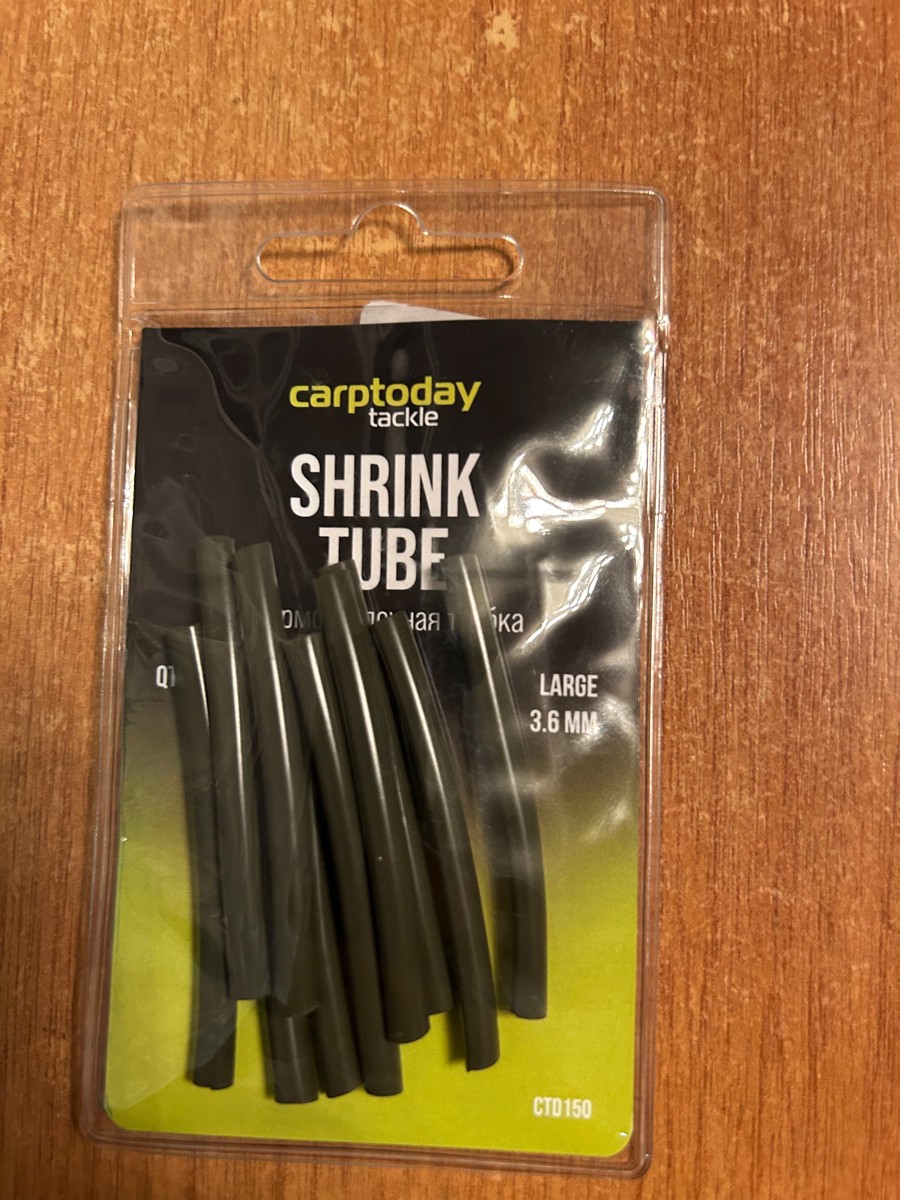 carptoday
tackle
SHRINK
TUBE
LARGE
3.6 MM
CTD150